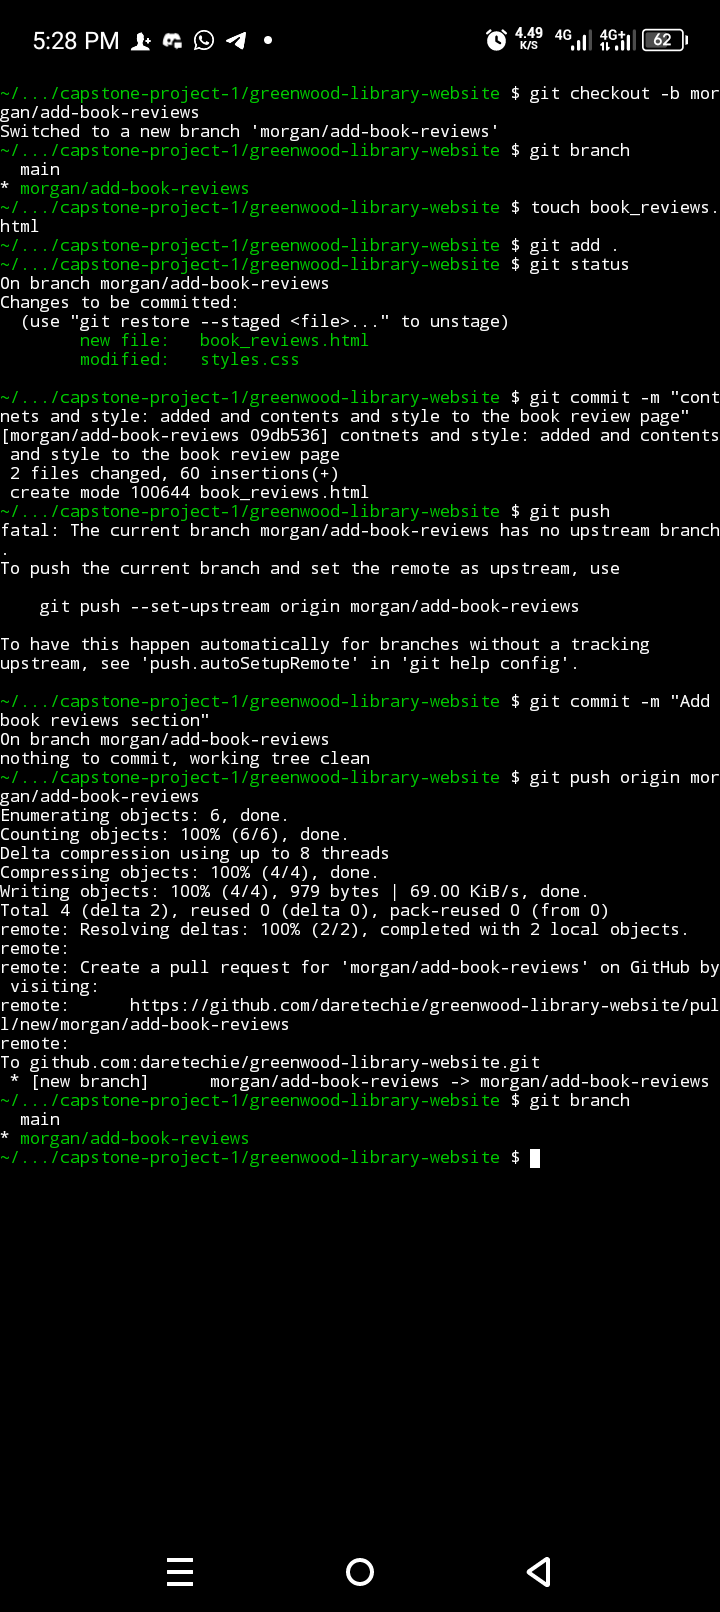 5:28 PM
4.49
K/S
4G
4G+
62
~/.../capstone-project-1/greenwood-library-website $ git checkout -b mor
gan/add-book-reviews
Switched to a new branch 'morgan/add-book-reviews'
~/.../capstone-project-1/greenwood-library-website $ git branch
  main
* morgan/add-book-reviews
~/.../capstone-project-1/greenwood-library-website $ touch book_reviews.
html
~/.../capstone-project-1/greenwood-library-website $ git add .
~/.../capstone-project-1/greenwood-library-website $ git status
On branch morgan/add-book-reviews
Changes to be committed:
  (use "git restore --staged <file>..." to unstage)
        new file:   book_reviews.html
        modified:   styles.css
~/.../capstone-project-1/greenwood-library-website $ git commit -m "cont
nets and style: added and contents and style to the book review page"
[morgan/add-book-reviews 09db536] contnets and style: added and contents
 and style to the book review page
 2 files changed, 60 insertions(+)
 create mode 100644 book_reviews.html
~/.../capstone-project-1/greenwood-library-website $ git push
fatal: The current branch morgan/add-book-reviews has no upstream branch
.
To push the current branch and set the remote as upstream, use
    git push --set-upstream origin morgan/add-book-reviews
To have this happen automatically for branches without a tracking
upstream, see 'push.autoSetupRemote' in 'git help config'.
~/.../capstone-project-1/greenwood-library-website $ git commit -m "Add
book reviews section"
On branch morgan/add-book-reviews
nothing to commit, working tree clean
~/.../capstone-project-1/greenwood-library-website $ git push origin mor
gan/add-book-reviews
Enumerating objects: 6, done.
Counting objects: 100% (6/6), done.
Delta compression using up to 8 threads
Compressing objects: 100% (4/4), done.
Writing objects: 100% (4/4), 979 bytes | 69.00 KiB/s, done.
Total 4 (delta 2), reused 0 (delta 0), pack-reused 0 (from 0)
remote: Resolving deltas: 100% (2/2), completed with 2 local objects.
remote:
remote: Create a pull request for 'morgan/add-book-reviews' on GitHub by
 visiting:
remote:      https://github.com/daretechie/greenwood-library-website/pul
l/new/morgan/add-book-reviews
remote:
To github.com:daretechie/greenwood-library-website.git
 * [new branch]      morgan/add-book-reviews -> morgan/add-book-reviews
~/.../capstone-project-1/greenwood-library-website $ git branch
  main
* morgan/add-book-reviews
~/.../capstone-project-1/greenwood-library-website $